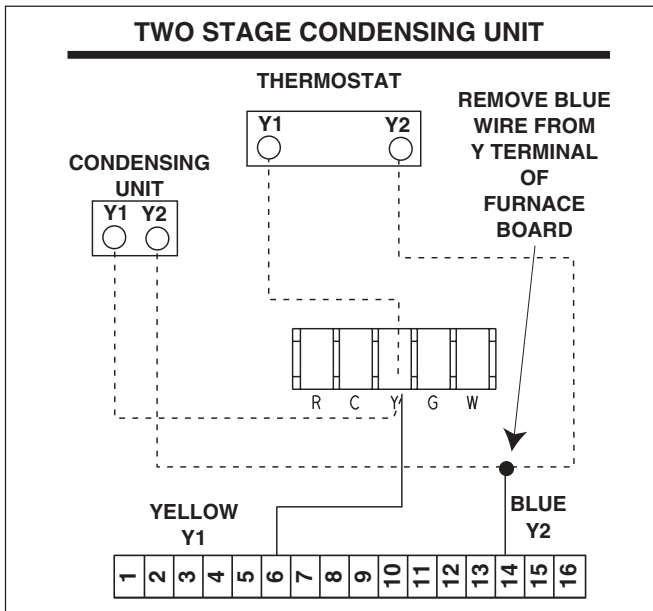 TWO STAGE CONDENSING UNIT
THERMOSTAT
Y1 Y2
REMOVE BLUE
WIRE FROM
Y TERMINAL
OF
FURNACE
BOARD
CONDENSING
UNIT
Y1 Y2
R C Y G W
YELLOW
Y1
BLUE
Y2
1 2 3 4 5 6 7 8 9 10 11 12 13 14 15 16